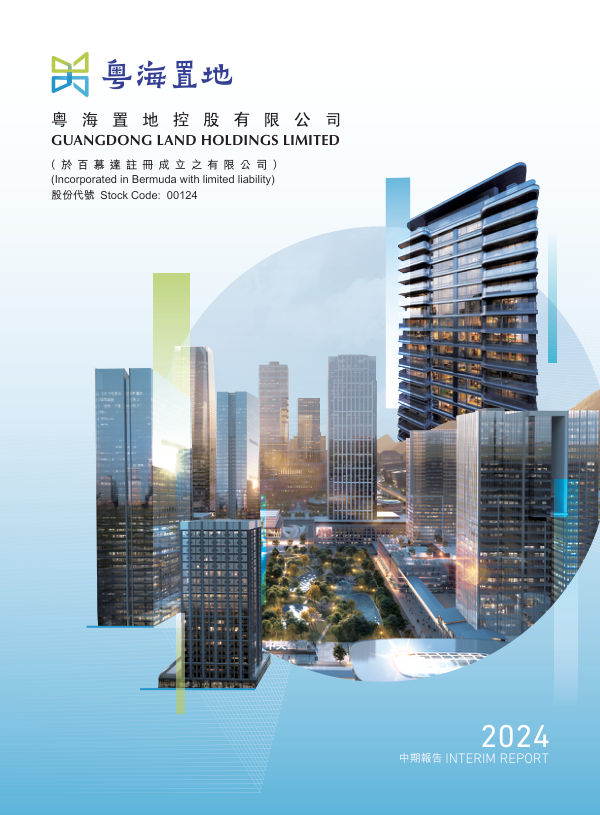 粤海置地
粤海置地控股有限公司
GUANGDONG LAND HOLDINGS LIMITED
（於百慕達註冊成立之有限公司）
(Incorporated in Bermuda with limited liability)
股份代號 Stock Code: 00124
2024
中期報告 INTERIM REPORT